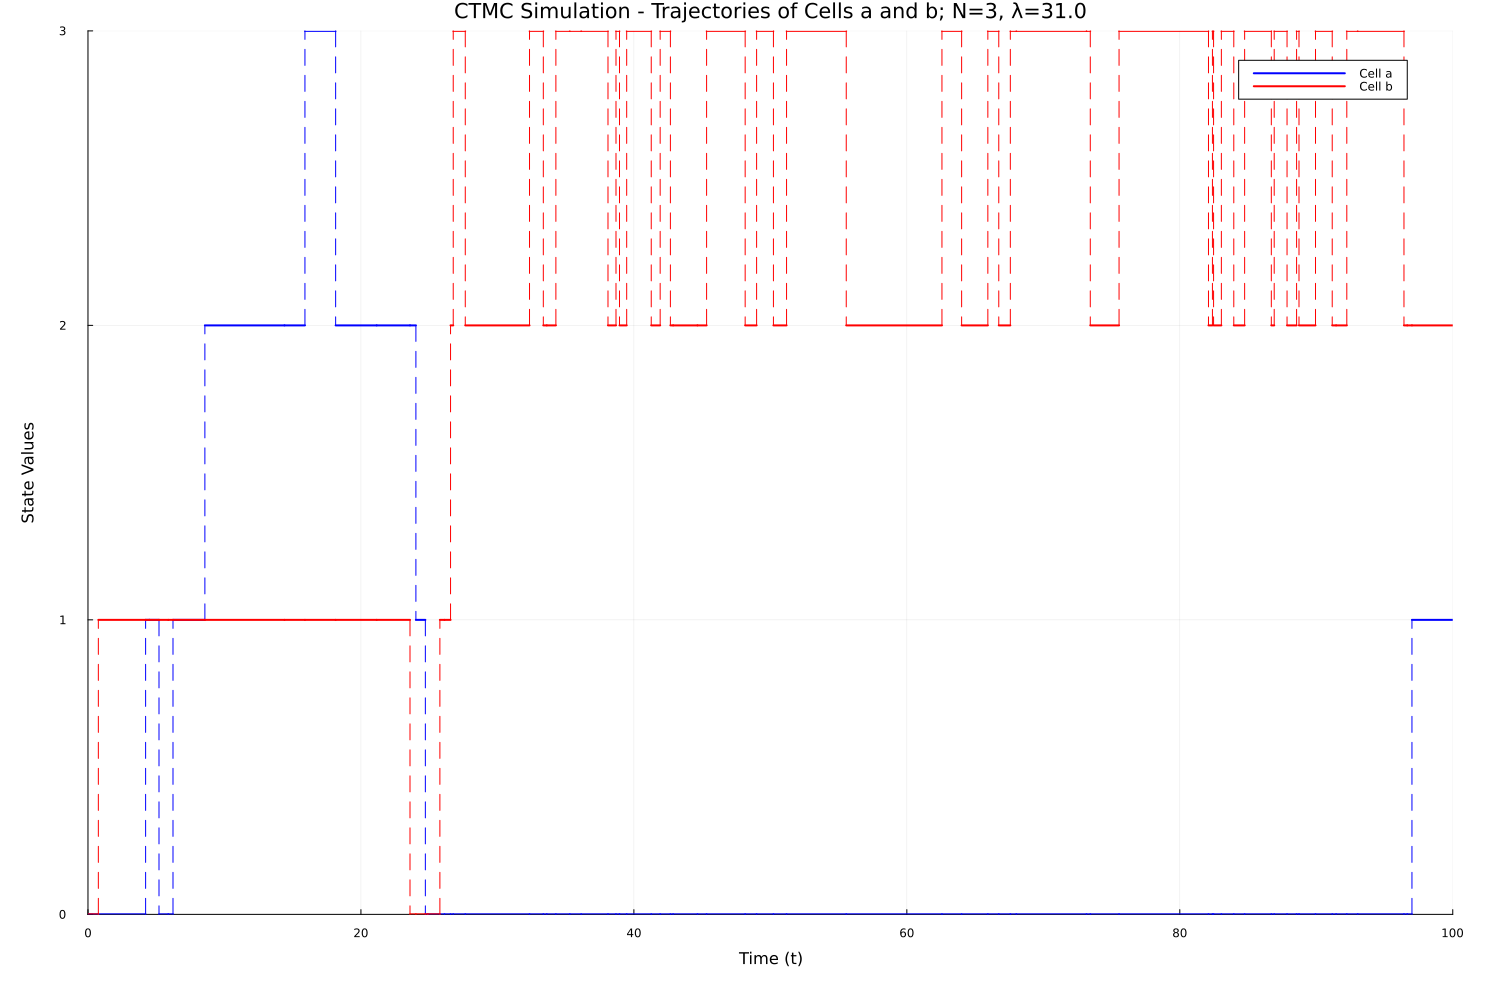 CTMC Simulation - Trajectories of Cells a and b; N=3, λ=31.0
3
Cell a
Cell b
2
State Values
1
0
0 20 40 60 80 100
Time (t)